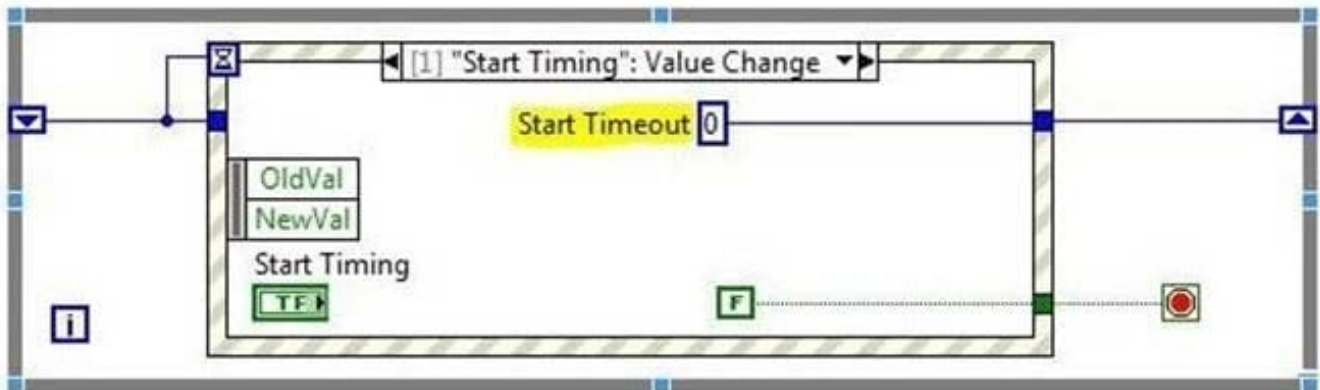 [1] "Start Timing": Value Change
Start Timeout 0
OldVal
NewVal
Start Timing
TF
F
i